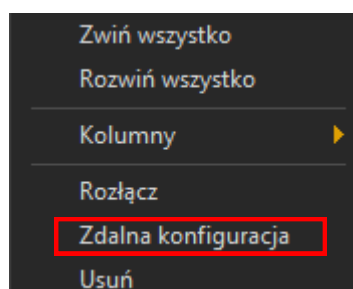 Zwiń wszystko
Rozwiń wszystko
Kolumny
Rozłącz
Zdalna konfiguracja
Usuń